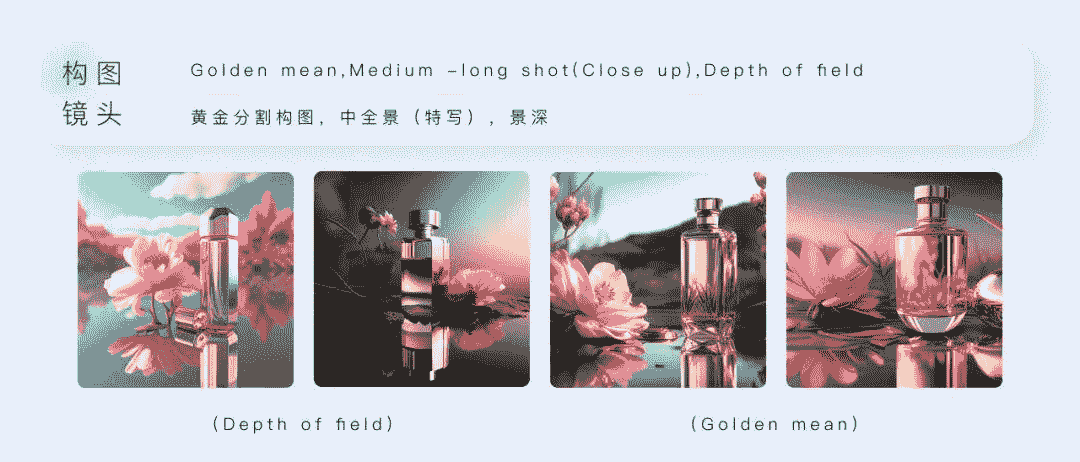 构图
镜头
Golden mean,Medium –long shot(Close up),Depth of field
黄金分割构图，中全景（特写），景深
(Depth of field)
(Golden mean)